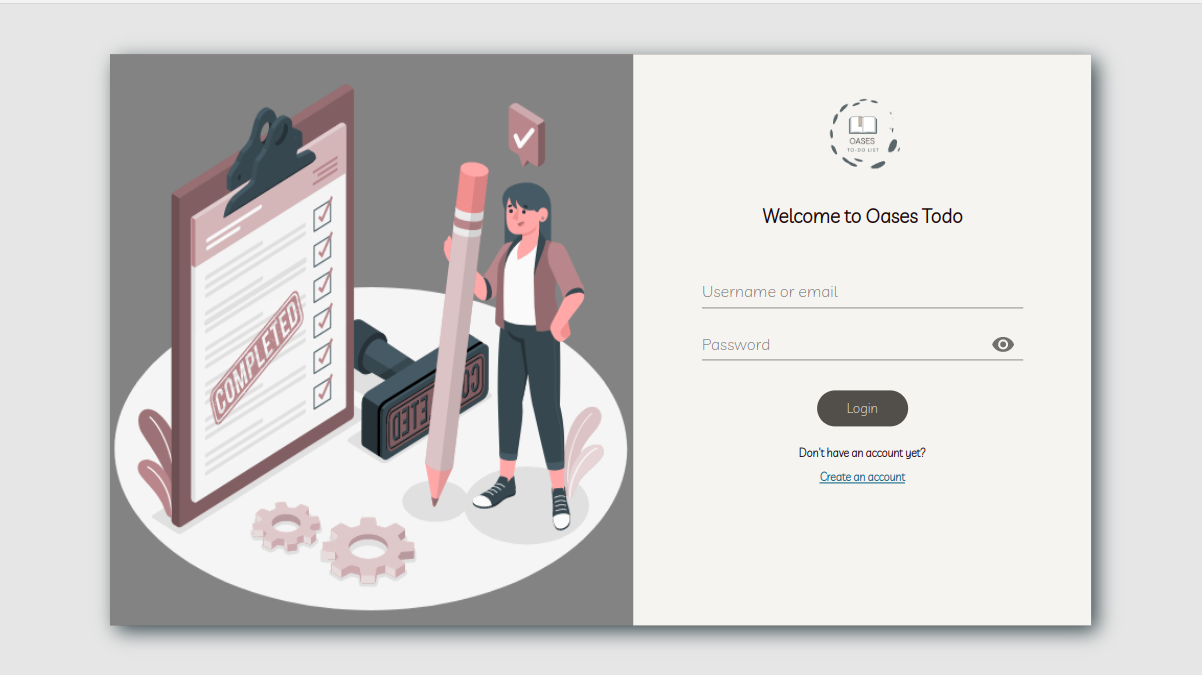 COMPLETED
COMPLETED
OASES
TO-DO LIST
Welcome to Oases Todo
Username or email
Password
Login
Don't have an account yet?
Create an account